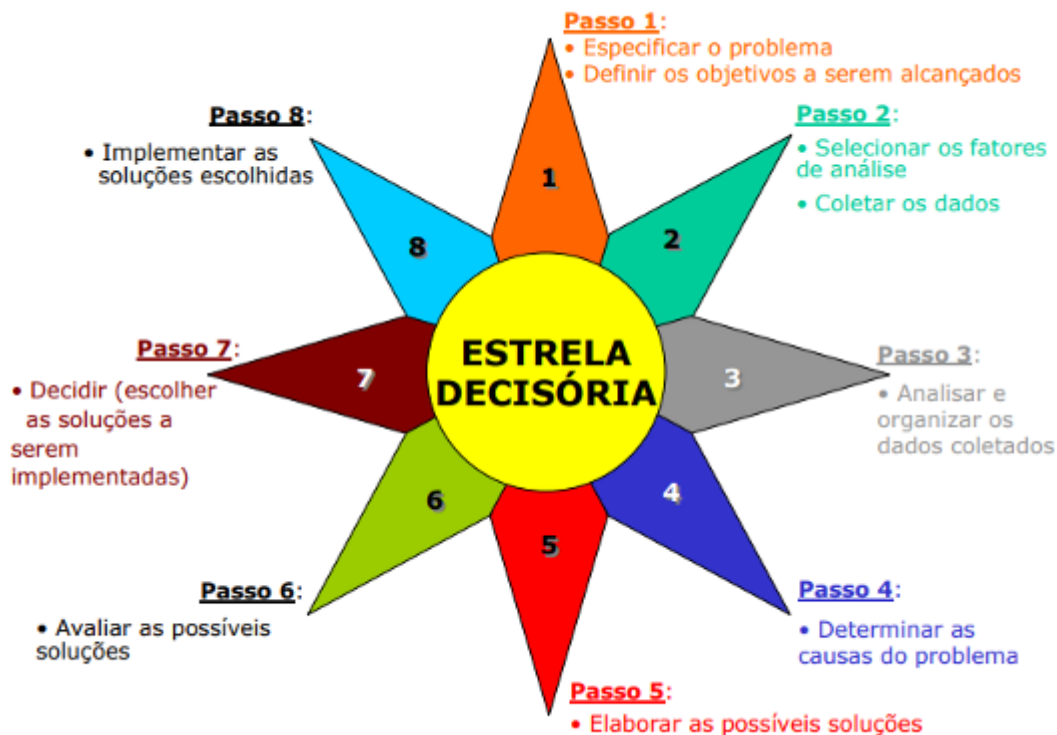 Passo 1:
• Especificar o problema
• Definir os objetivos a serem alcançados
Passo 2:
• Selecionar os fatores
de análise
• Coletar os dados
Passo 3:
• Analisar e
organizar os
dados coletados
Passo 4:
• Determinar as
causas do problema
Passo 5:
• Elaborar as possíveis soluções
Passo 6:
• Avaliar as possíveis
soluções
Passo 7:
• Decidir (escolher
as soluções a
serem
implementadas)
Passo 8:
• Implementar as
soluções escolhidas
1
2
3
4
5
6
7
8
ESTRELA
DECISÓRIA